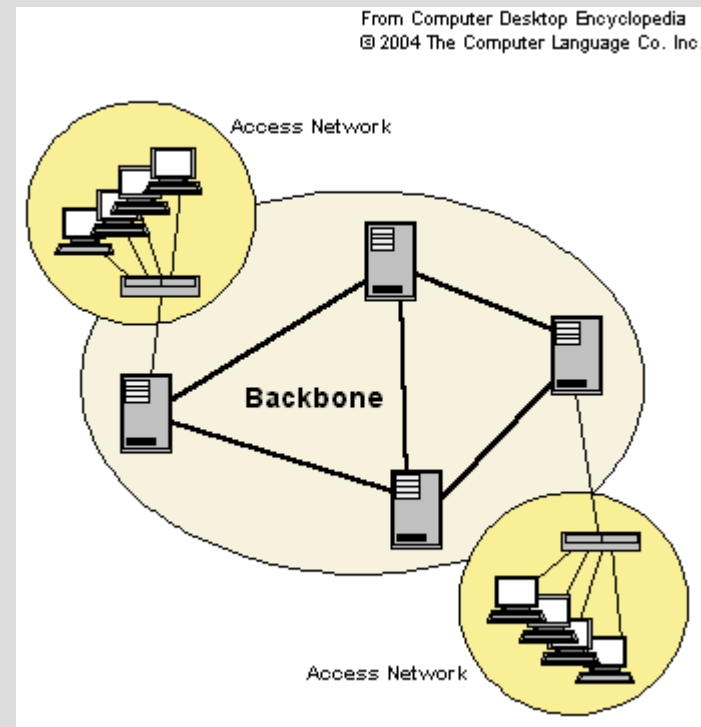 From Computer Desktop Encyclopedia
© 2004 The Computer Language Co. Inc.
Access Network
Backbone
Access Network